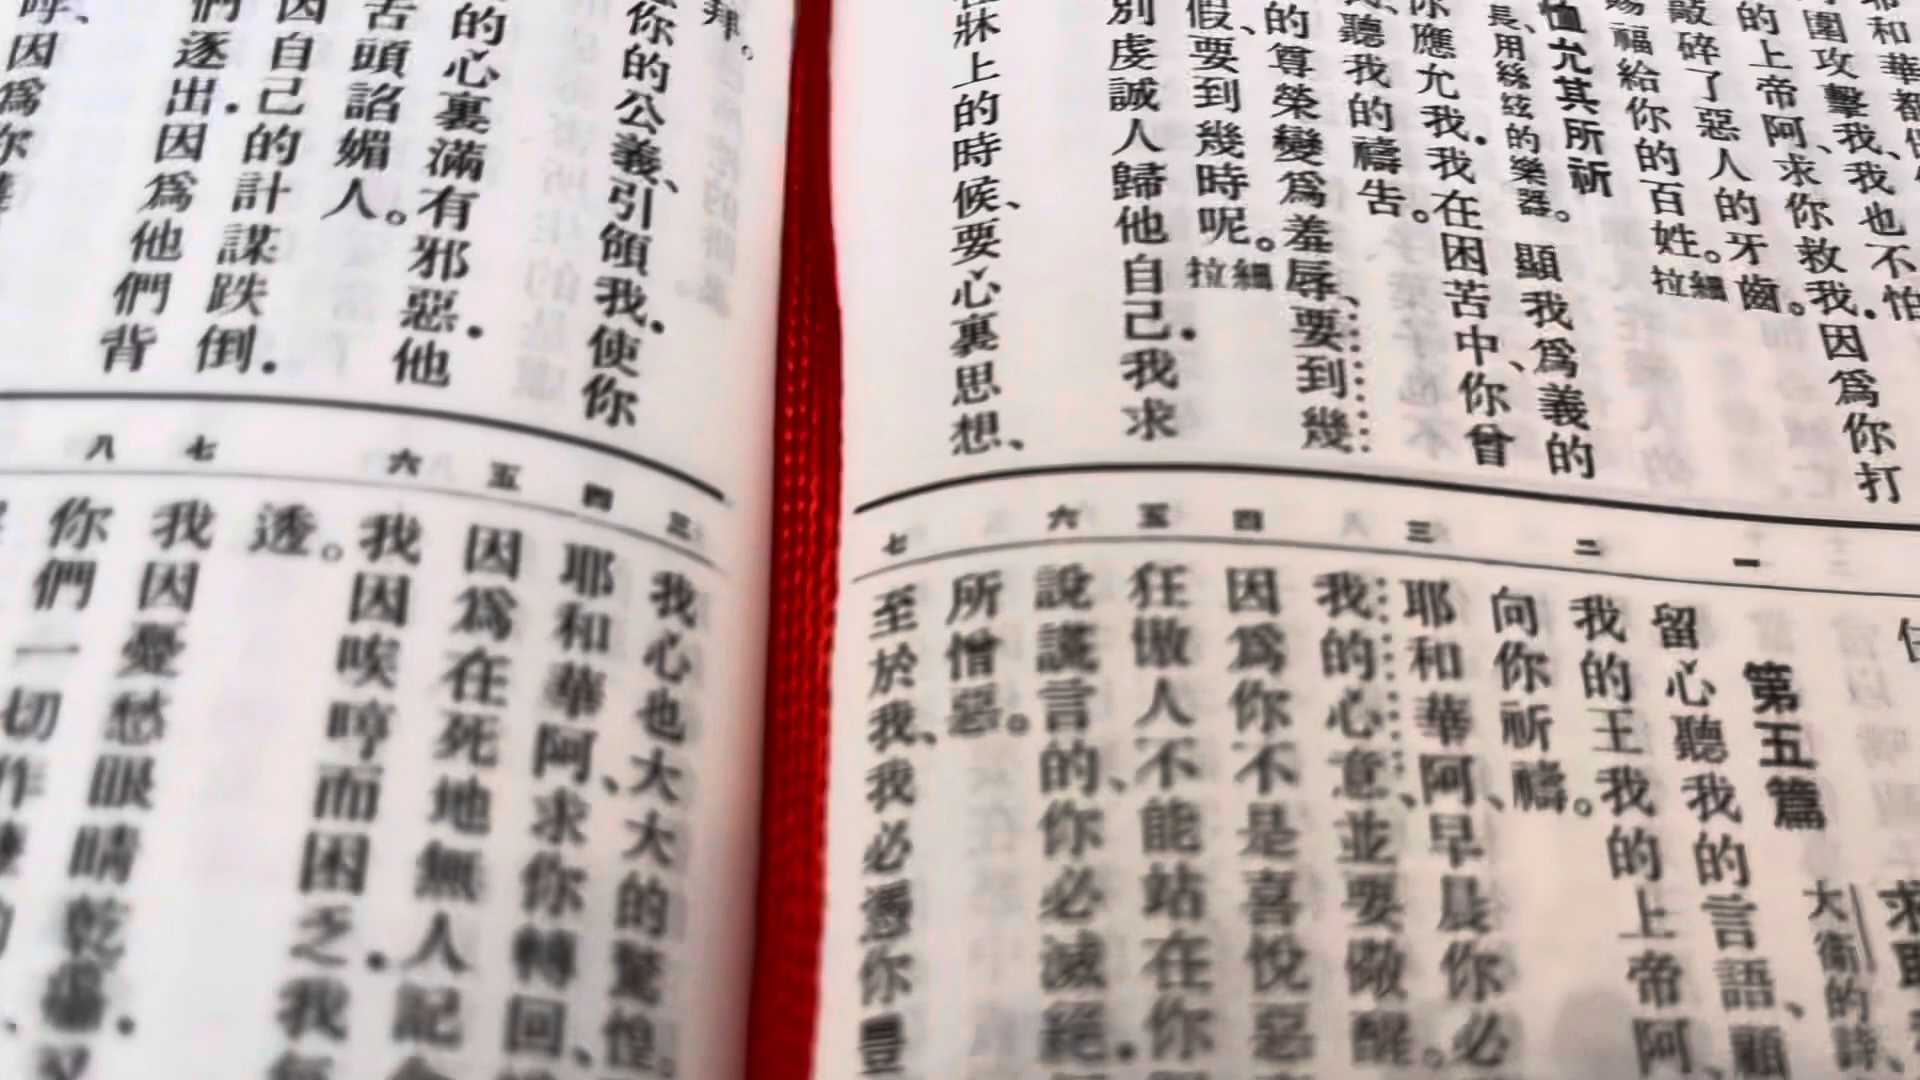 和華都
圍攻擊我、我也不怕.
的上帝阿、求你救我.因爲你打
敲碎了惡人的牙齒。
賜福給你的百姓。細拉
恤允其所祈
長、用絲絃的樂器。
顯我爲義的
你應允我.我在困苦中、你曾
聽我的禱告。
的尊榮變爲羞辱、要到幾
假、要到幾時呢。細拉
別虔誠人歸他自己.我求
牀上的時候、要心裏思想、
第五篇
大衛的詩、
一 留心聽我的言語、顧
二 我的王我的上帝阿、
向你祈禱。
三 耶和華阿、早晨你必
我的心意、並要儆醒。
四 因爲你不是喜悅惡
五 狂傲人不能站在你
六 說謊言的、你必滅絕.
所憎惡。
七 至於我、我必憑你豐
拜。
你的公義、引領我.使你
的心裏滿有邪惡.他
舌頭諂媚人。
因自己的計謀跌倒.
們逐出.因爲他們背
呼、因爲你
三 我心也大大的驚惶。
四 耶和華阿、求你轉回、
五 因爲在死地無人記
六 我因唉哼而困乏.我
透。
七 我因憂愁眼睛乾癟.又
八 你們一切作